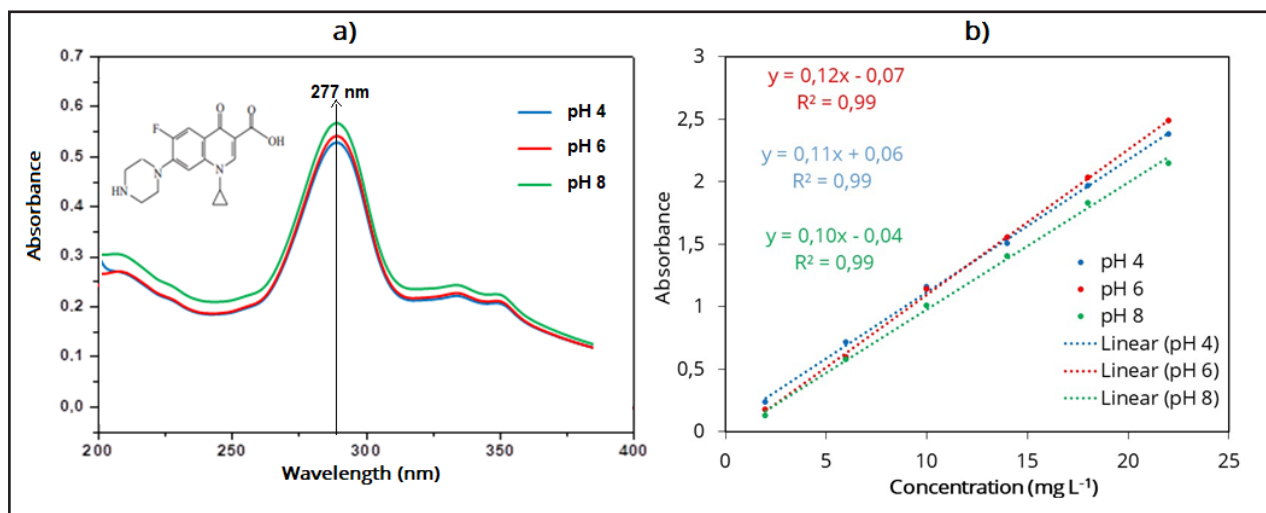 a)
0.7
0.6
0.5
0.4
0.3
0.2
0.1
0,0
Absorbance
277 nm
F
O
O
OH
N
N
HN
pH 4
pH 6
pH 8
200
250
300
350
400
Wavelength (nm)
b)
3
2,5
2
1,5
1
0,5
0
Absorbance
y = 0,12x - 0,07
R² = 0,99
y = 0,11x + 0,06
R² = 0,99
y = 0,10x - 0,04
R² = 0,99
pH 4
pH 6
pH 8
Linear (pH 4)
Linear (pH 6)
Linear (pH 8)
0
5
10
15
20
25
Concentration (mg L⁻¹)